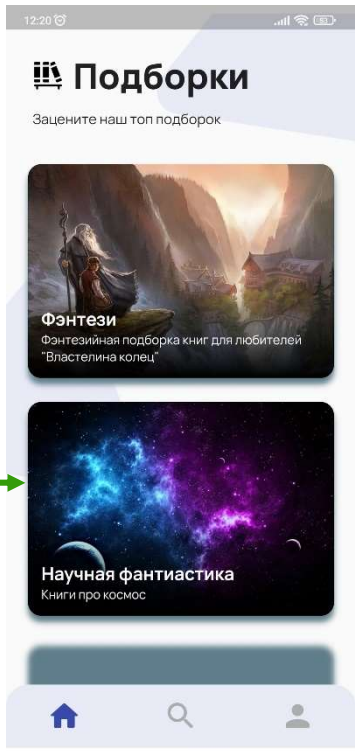 12:20
Подборки
Зацените наш топ подборок
Фэнтези
Фэнтезийная подборка книг для любителей
"Властелина колец"
Научная фантиастика
Книги про космос